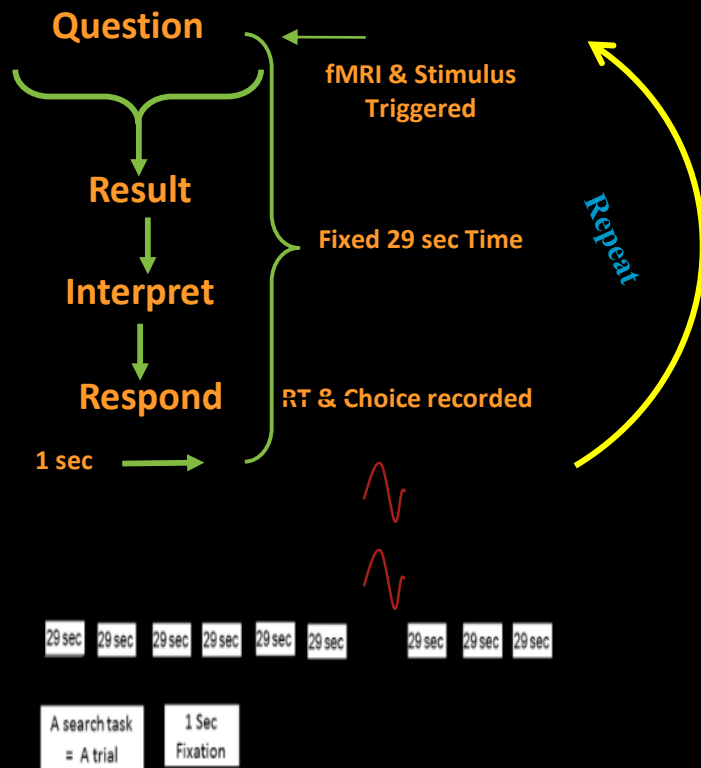 Question
fMRI & Stimulus
Triggered
Result
Fixed 29 sec Time
Repeat
Interpret
Respond
RT & Choice recorded
1 sec
29 sec 29 sec 29 sec 29 sec 29 sec 29 sec 29 sec 29 sec 29 sec
A search task
= A trial
1 Sec
Fixation